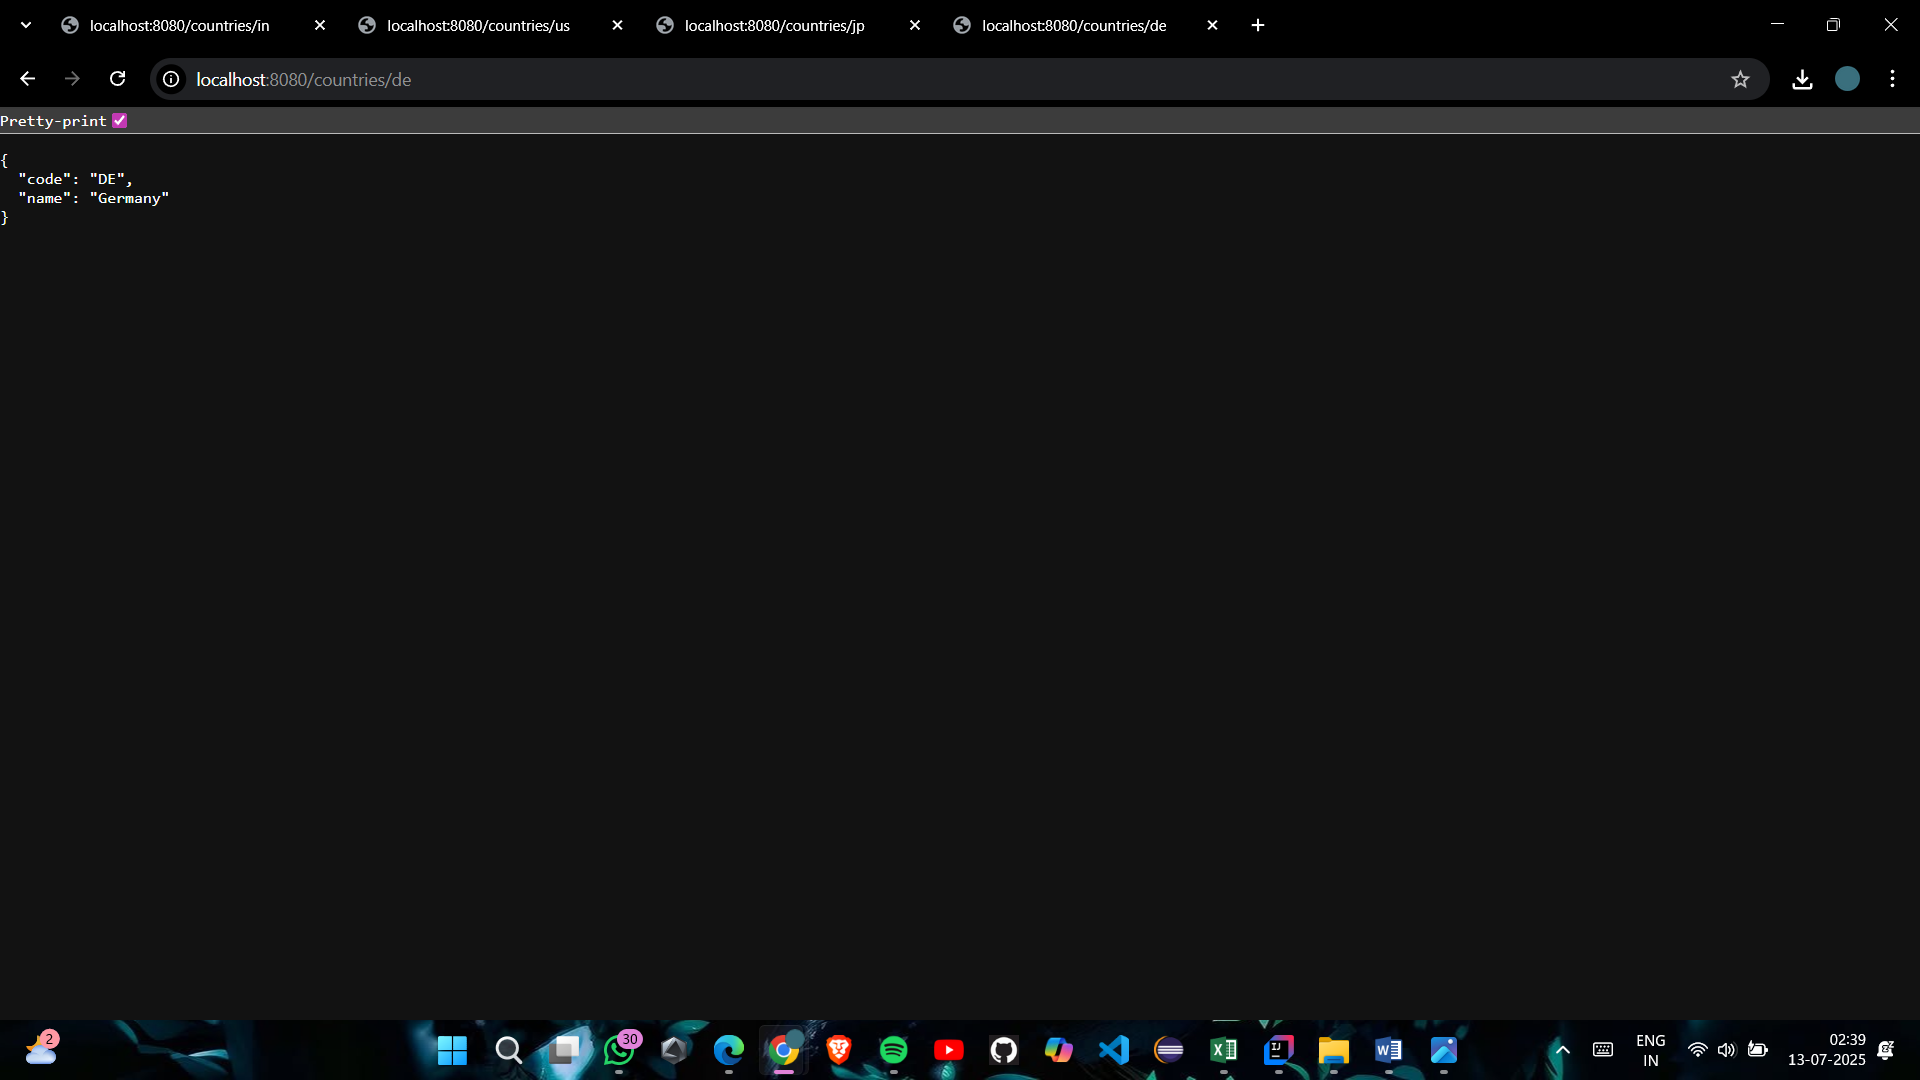 localhost:8080/countries/in
localhost:8080/countries/us
localhost:8080/countries/jp
localhost:8080/countries/de
localhost:8080/countries/de
Pretty-print
{
  "code": "DE",
  "name": "Germany"
}
2
30
IJ
ENG
IN
02:39
13-07-2025